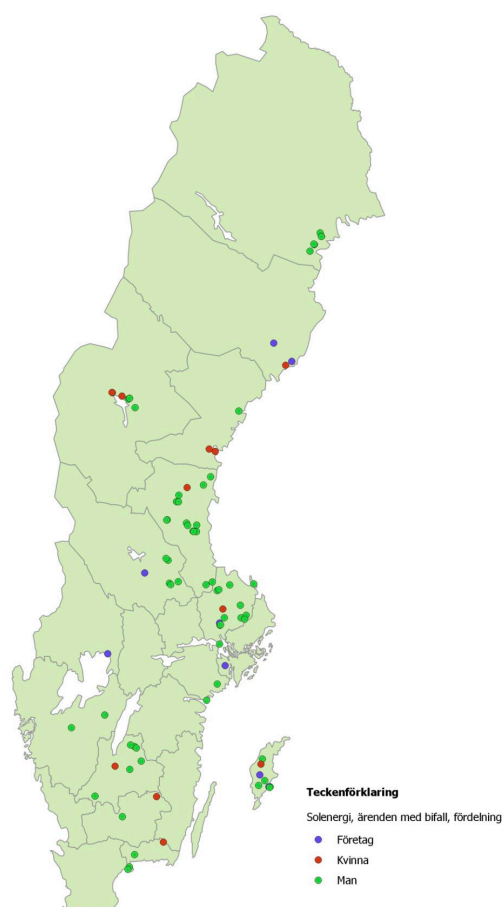 Teckenförklaring
Solenergi, ärenden med bifall, fördelning
Företag
Kvinna
Man